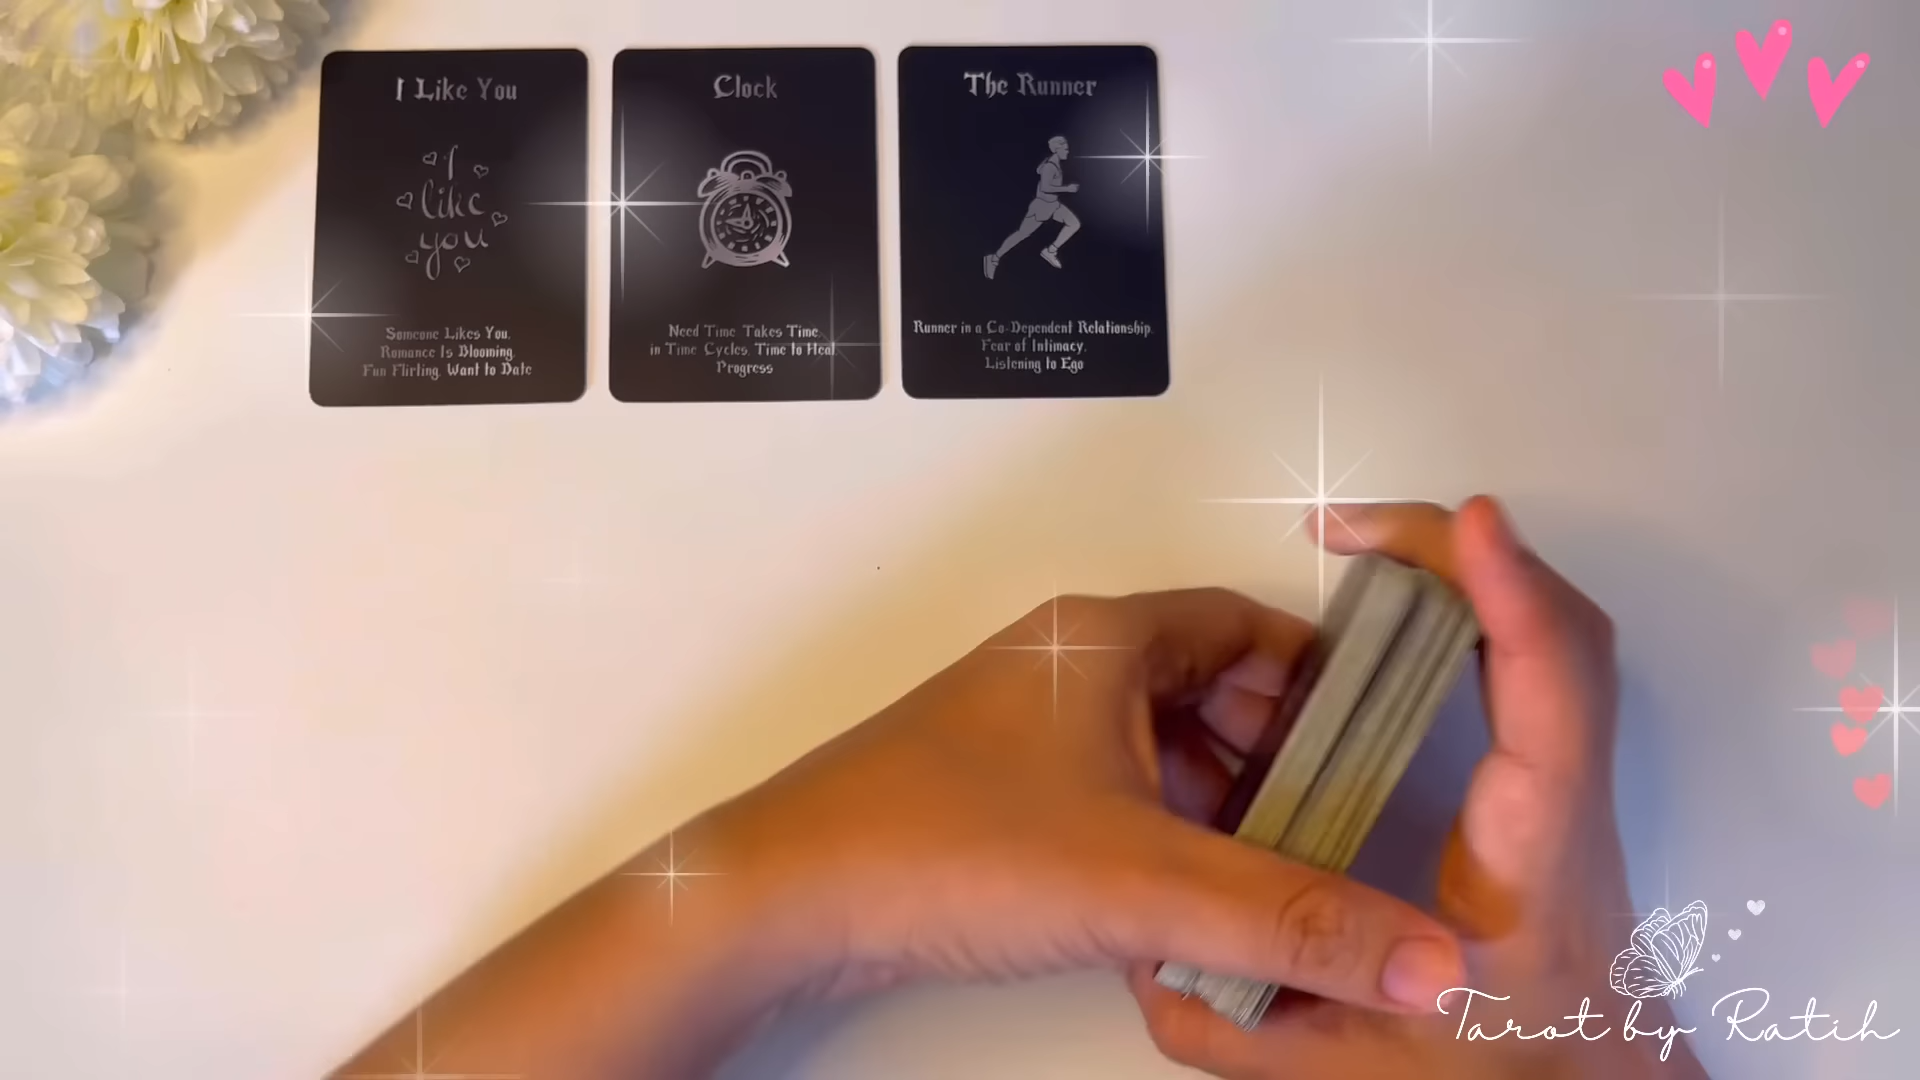 I Like You
I
like
you
Someone Likes You.
Romance Is Blooming.
Fun Flirting. Want to Date
Clock
Need Time. Takes Time.
in Time. Cycles. Time to Heal.
Progress
The Runner
Runner in a Co-Dependent Relationship.
Fear of Intimacy.
Listening to Ego
Tarot by Ratih